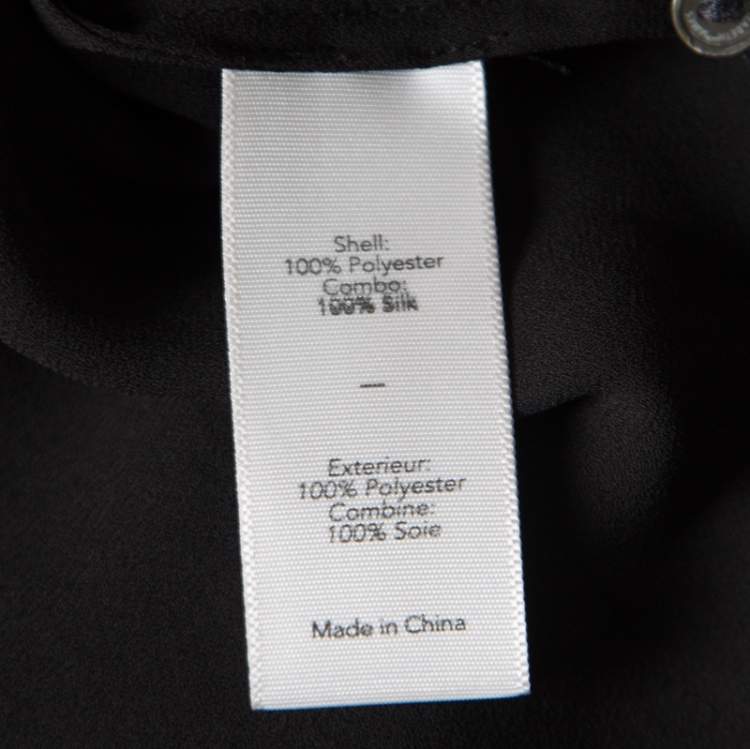 Shell:
100% Polyester
Combo:
100% Silk
—
Exterieur:
100% Polyester
Combine:
100% Soie
Made in China